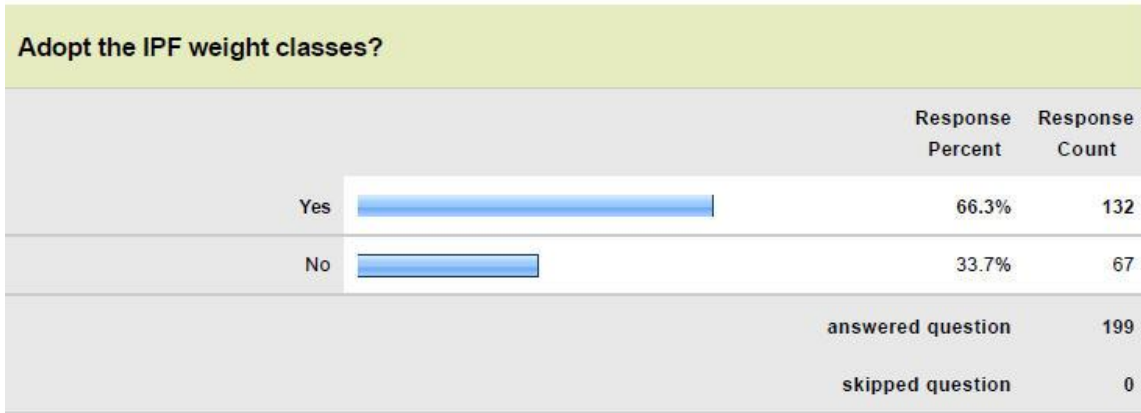 Adopt the IPF weight classes?
Response Response
Percent Count
Yes 66.3% 132
No 33.7% 67
answered question 199
skipped question 0